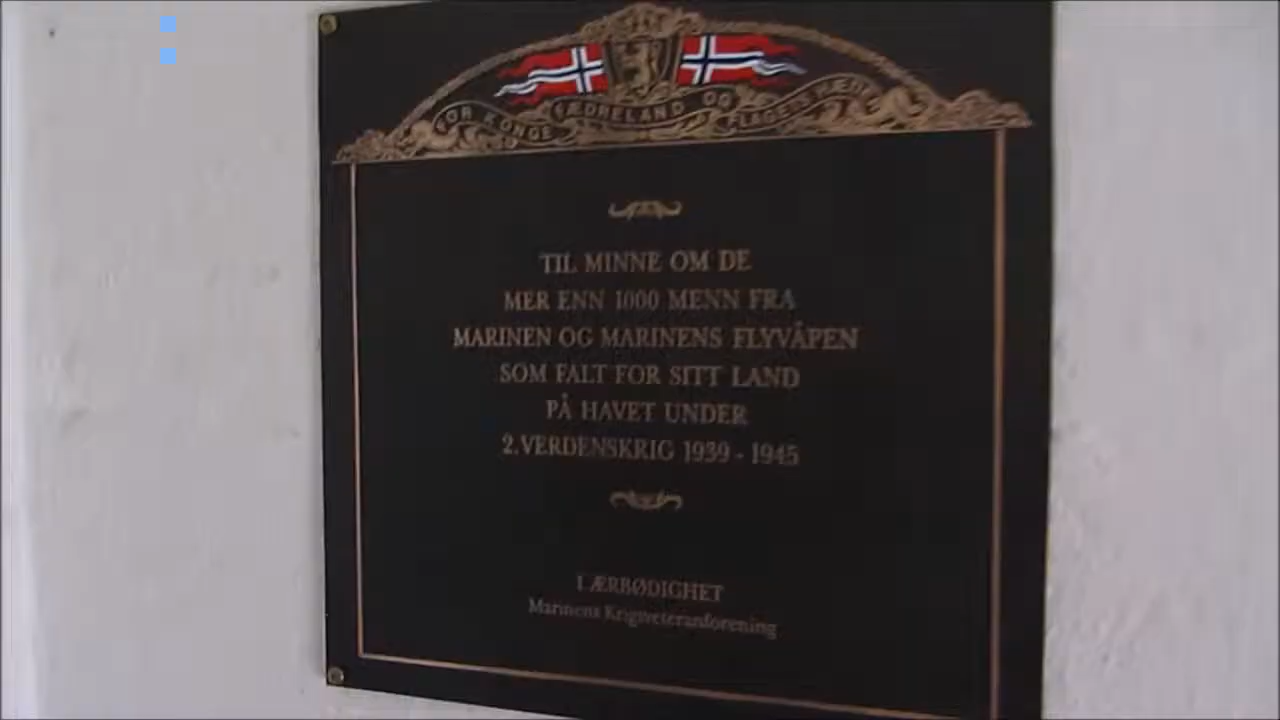 FOR KONGE FÆDRELAND OG FLAGETS HÆDER
TIL MINNE OM DE
MER ENN 1000 MENN FRA
MARINEN OG MARINENS FLYVÅPEN
SOM FALT FOR SITT LAND
PÅ HAVET UNDER
2.VERDENSKRIG 1939 - 1945
I ÆRBØDIGHET
Marinens Krigsveteranforening